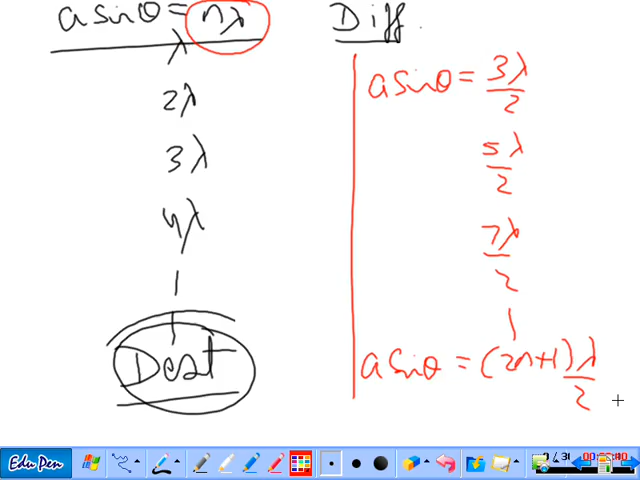 a sinθ = nλ
λ
2λ
3λ
4λ
Dest
Diff.
a sinθ = 3λ/2
5λ/2
7λ/2
a sinθ = (2n+1) λ/2
Edu Pen